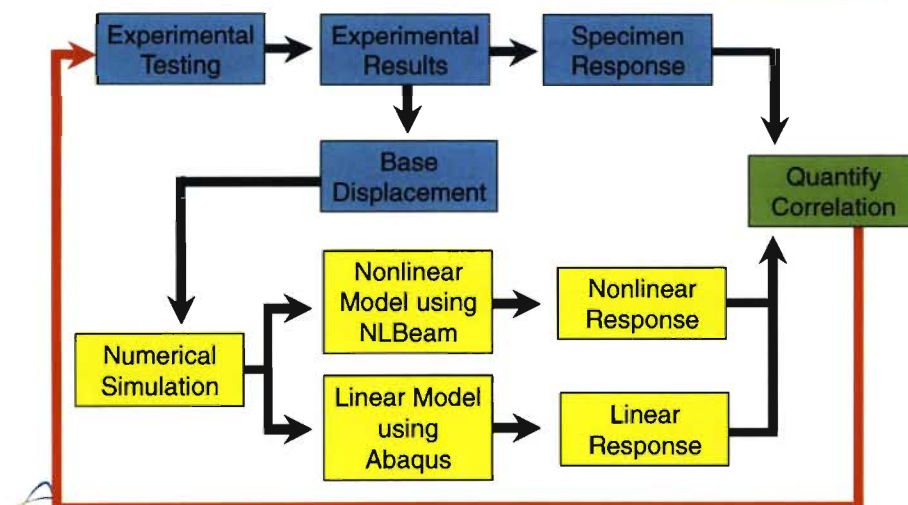 Experimental
Testing
Experimental
Results
Specimen
Response
Base
Displacement
Quantify
Correlation
Numerical
Simulation
Nonlinear
Model using
NLBeam
Nonlinear
Response
Linear Model
using
Abaqus
Linear
Response